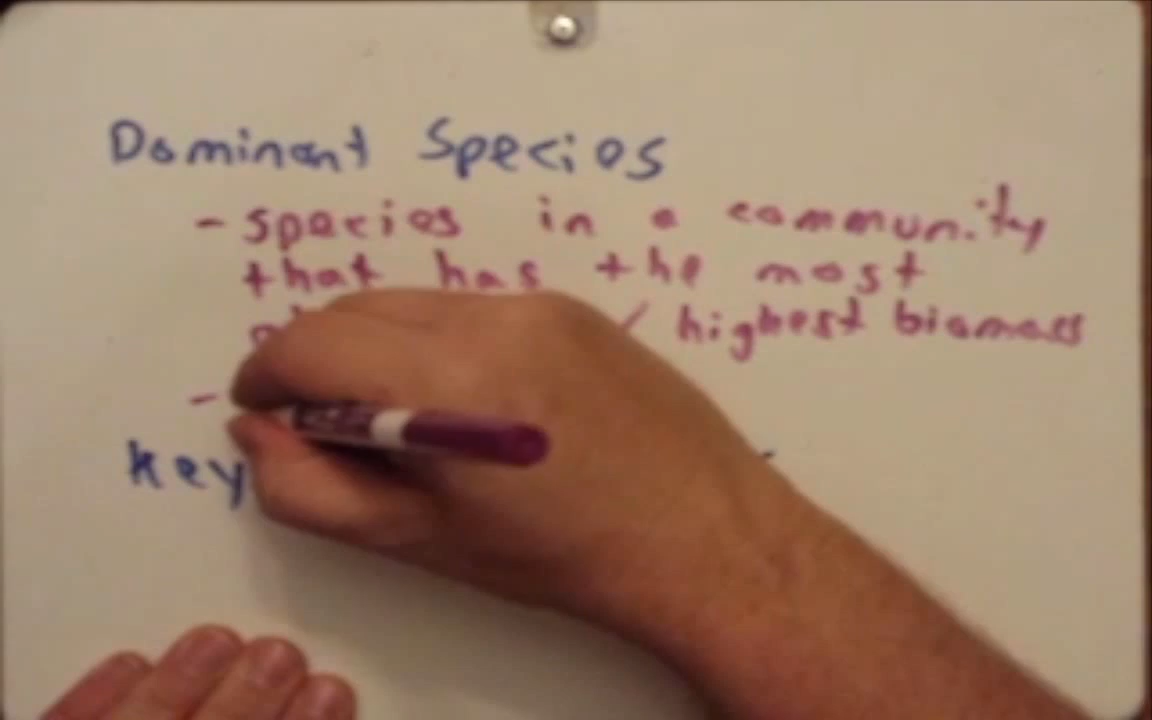 Dominant Species
- species in a community
that has the most
/ highest biomass
-
key